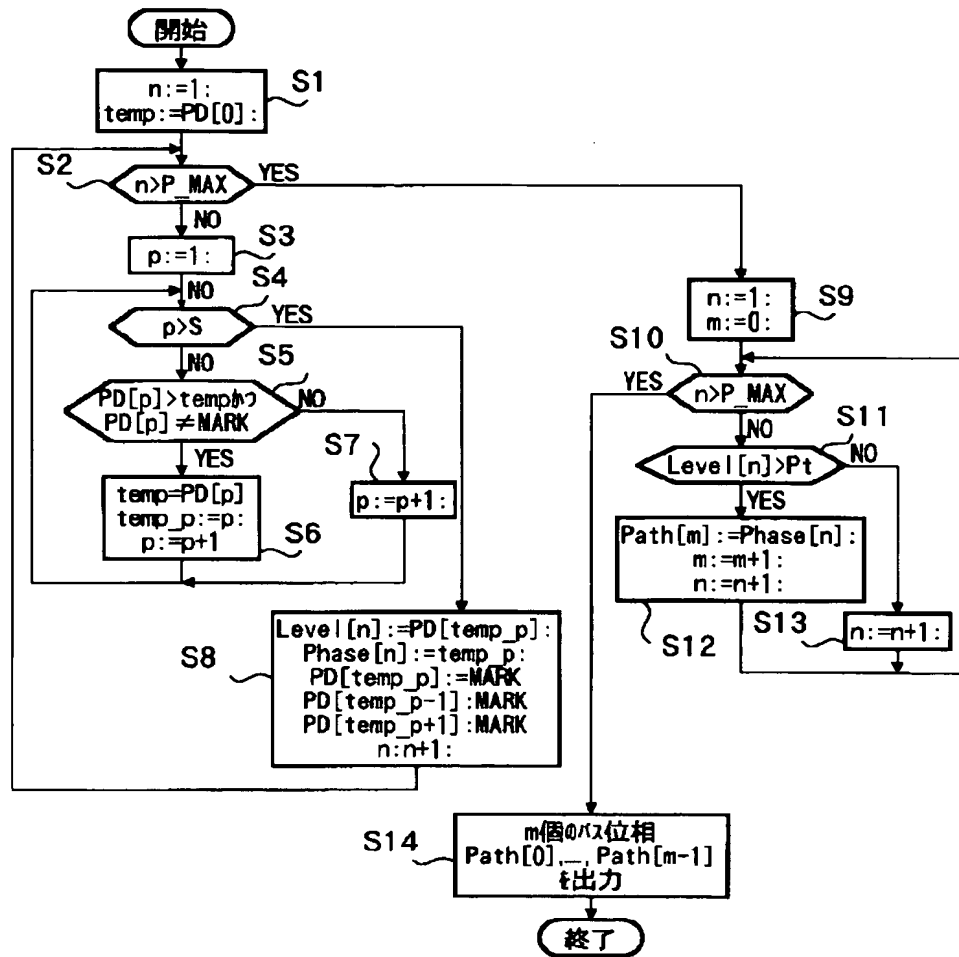 開始
S1
n:=1:
temp:=PD[0]:
S2
n>P_MAX
YES
NO
S3
p:=1:
NO
S4
p>S
YES
NO
S5
PD[p]>tempかつ
PD[p]≠MARK
NO
YES
S6
temp=PD[p]
temp_p:=p:
p:=p+1
S7
p:=p+1:
S8
Level[n]:=PD[temp_p]:
Phase[n]:=temp_p:
PD[temp_p]:=MARK
PD[temp_p-1]:MARK
PD[temp_p+1]:MARK
n:n+1:
S9
n:=1:
m:=0:
S10
YES
n>P_MAX
NO
S11
Level[n]>Pt
NO
YES
Path[m]:=Phase[n]:
m:=m+1:
n:=n+1:
S12
S13
n:=n+1:
S14
m個のパス位相
Path[0],…,Path[m-1]
を出力
終了